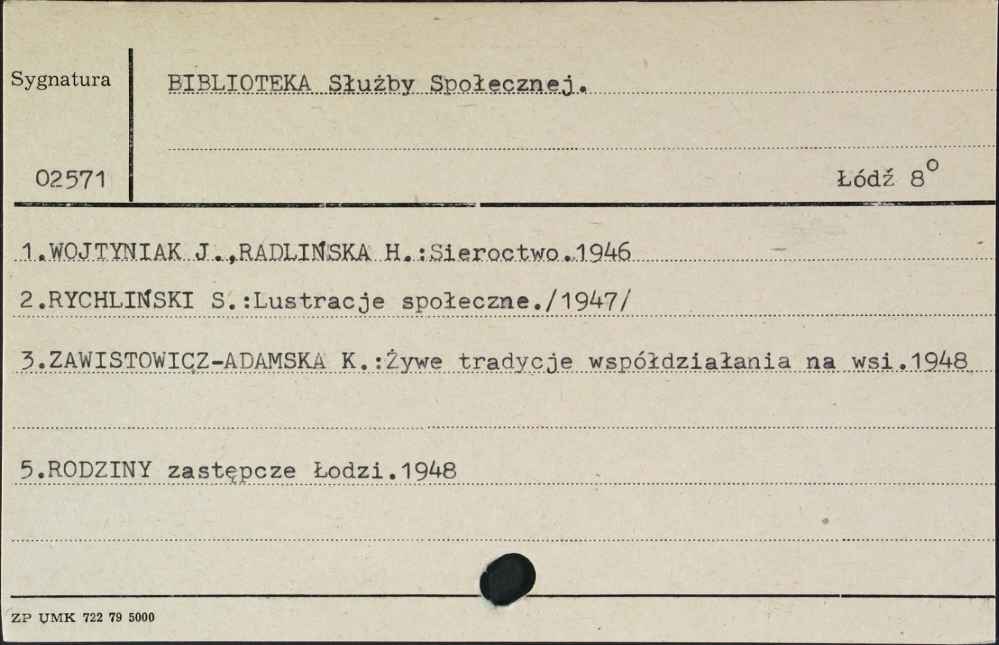 Sygnatura
BIBLIOTEKA Służby Społecznej.
02571
Łódź 8°
1.WOJTYNIAK J.,RADLIŃSKA H.:Sieroctwo.1946
2.RYCHLIŃSKI S.:Lustracje społeczne./1947/
3.ZAWISTOWICZ-ADAMSKA K.:Żywe tradycje współdziałania na wsi.1948
5.RODZINY zastępcze Łodzi.1948
ZP UMK 722 79 5000